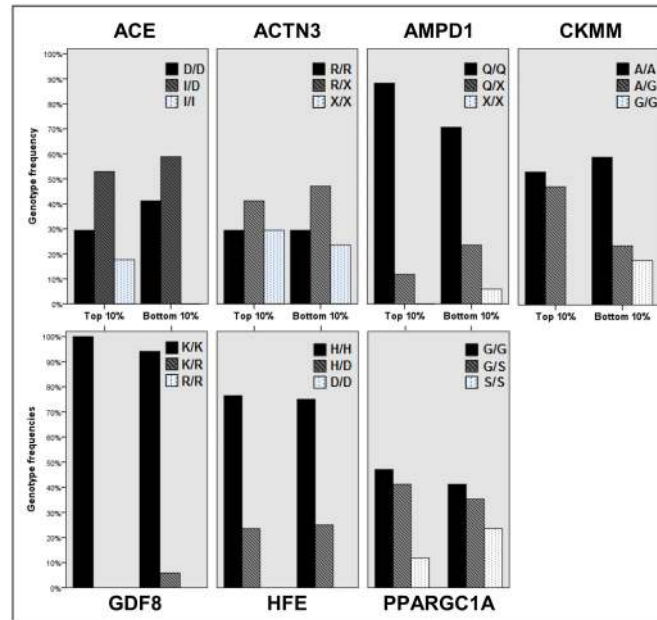 ACE ACTN3 AMPD1 CKMM
Genotype frequency
100%
90%
80%
70%
60%
50%
40%
30%
20%
10%
0%
D/D
I/D
I/I
R/R
R/X
X/X
Q/Q
Q/X
X/X
A/A
A/G
G/G
Top 10% Bottom 10% Top 10% Bottom 10% Top 10% Bottom 10% Top 10% Bottom 10%
Genotype frequencies
100%
90%
80%
70%
60%
50%
40%
30%
20%
10%
0%
K/K
K/R
R/R
H/H
H/D
D/D
G/G
G/S
S/S
GDF8 HFE PPARGC1A